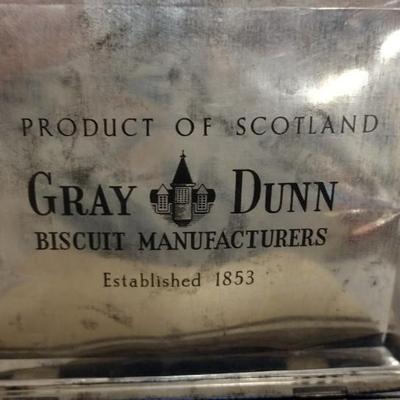 PRODUCT OF SCOTLAND
GRAY DUNN
BISCUIT MANUFACTURERS
Established 1853